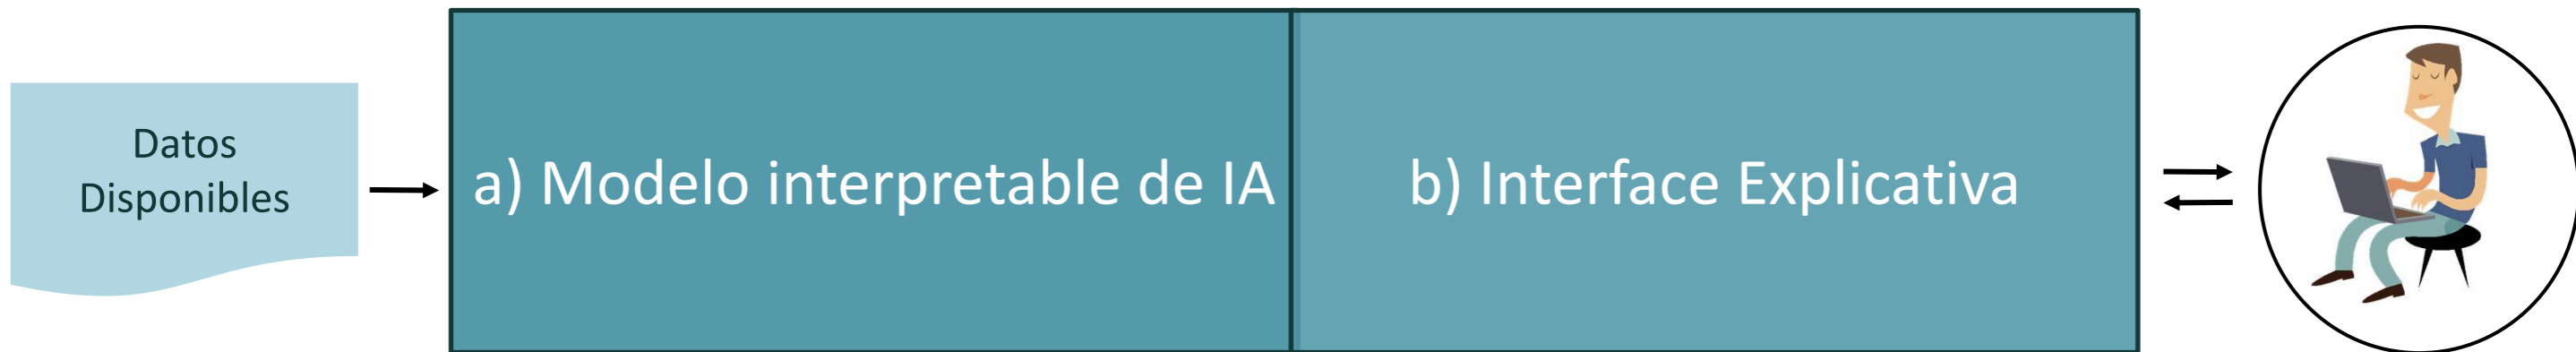 Datos
Disponibles
a) Modelo interpretable de IA
b) Interface Explicativa